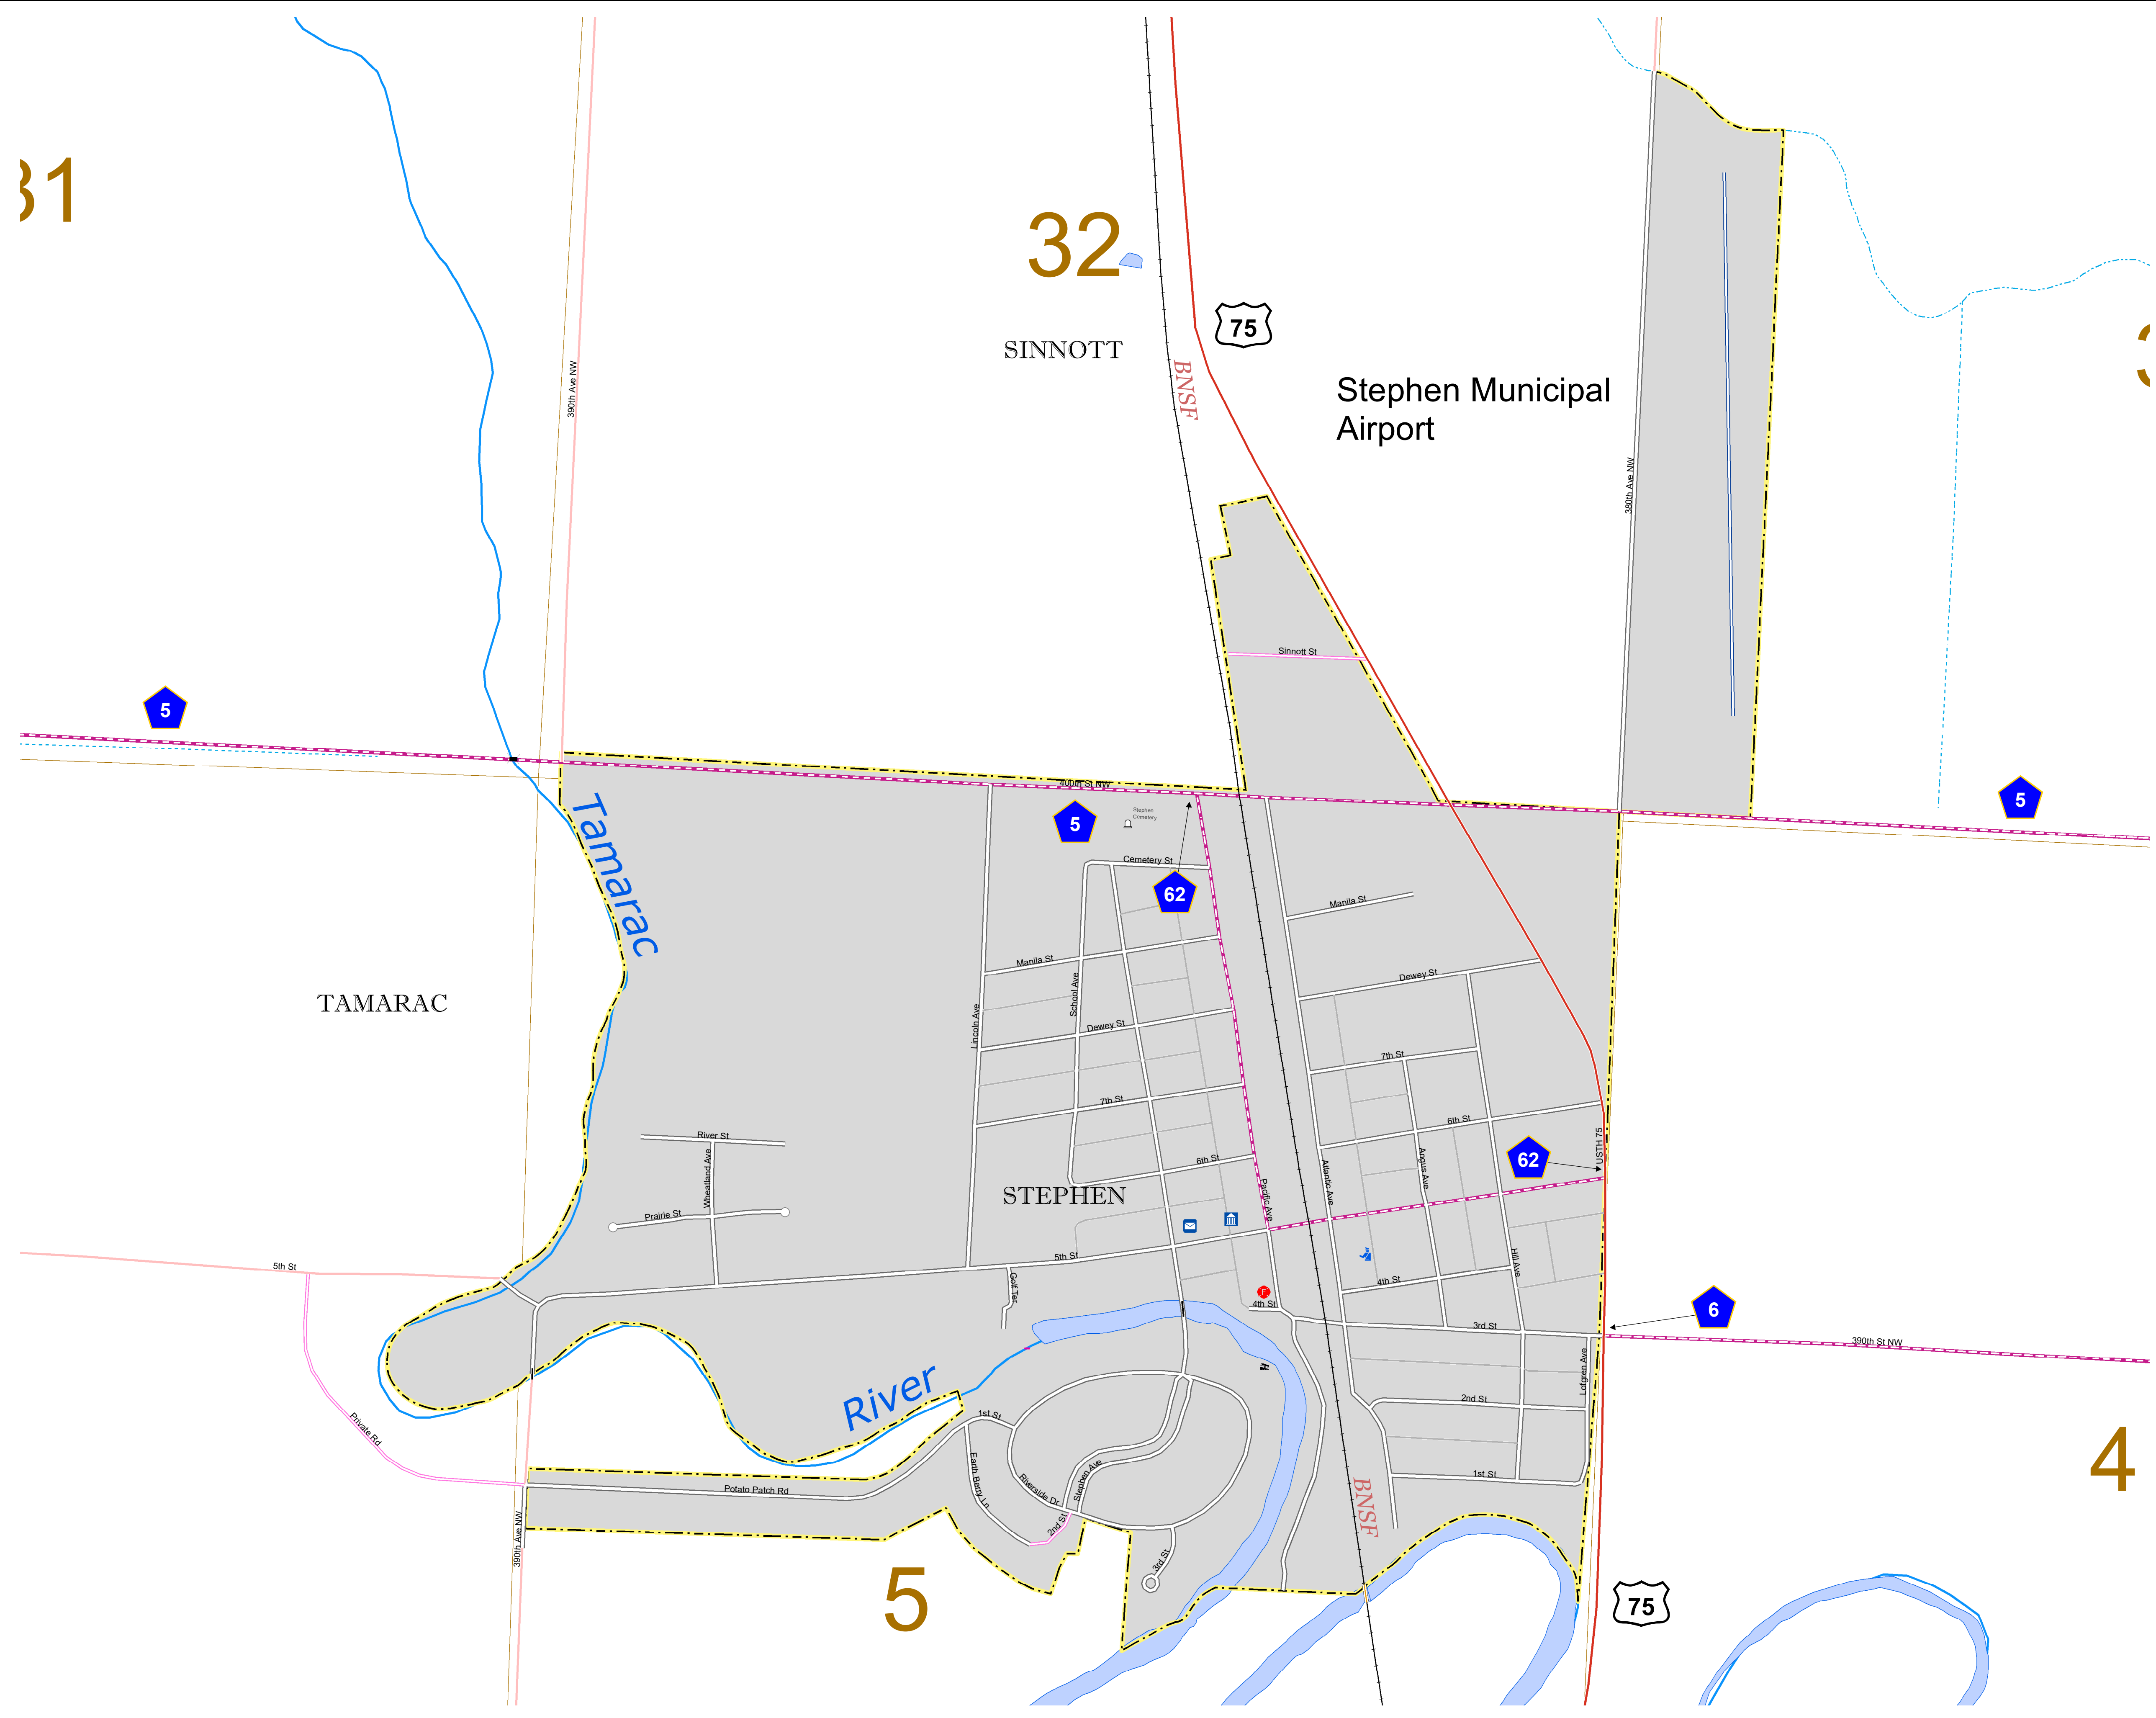 31
32
75
SINNOTT
390th Ave NW
BNSF
Stephen Municipal
Airport
380th Ave NW
Sinnott St
5
400th St NW
5
5
Stephen
Cemetery
Tamarac
Cemetery St
62
Manila St
Manila St
TAMARAC
Dewey St
School Ave
Lincoln Ave
Dewey St
7th St
7th St
6th St
USTH 75
River St
62
6th St
Wheatland Ave
Atlantic Ave
Angus Ave
STEPHEN
Pacific Ave
Prairie St
5th St
Hill Ave
5th St
Golf Ter
4th St
F
4th St
6
3rd St
390th St NW
Lofgren Ave
River
2nd St
1st St
Private Rd
4
Earth Berry Ln
Stephen Ave
Riverside Dr
1st St
Potato Patch Rd
BNSF
2nd St
390th Ave NW
3rd St
5
75